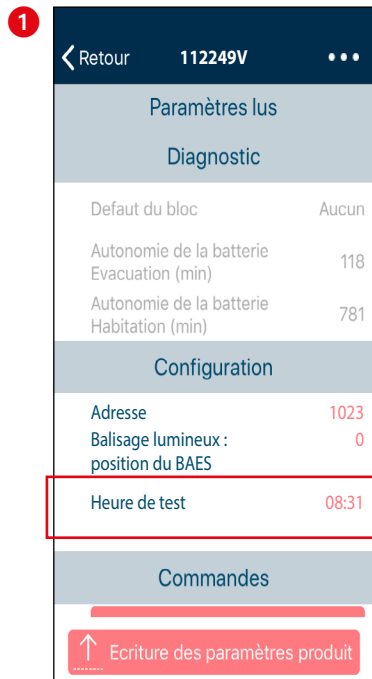 1
Retour 112249V •••
Paramètres lus
Diagnostic
Defaut du bloc Aucun
Autonomie de la batterie
Evacuation (min) 118
Autonomie de la batterie
Habitation (min) 781
Configuration
Adresse 1023
Balisage lumineux : 0
position du BAES
Heure de test 08:31
Commandes
Ecriture des paramètres produit